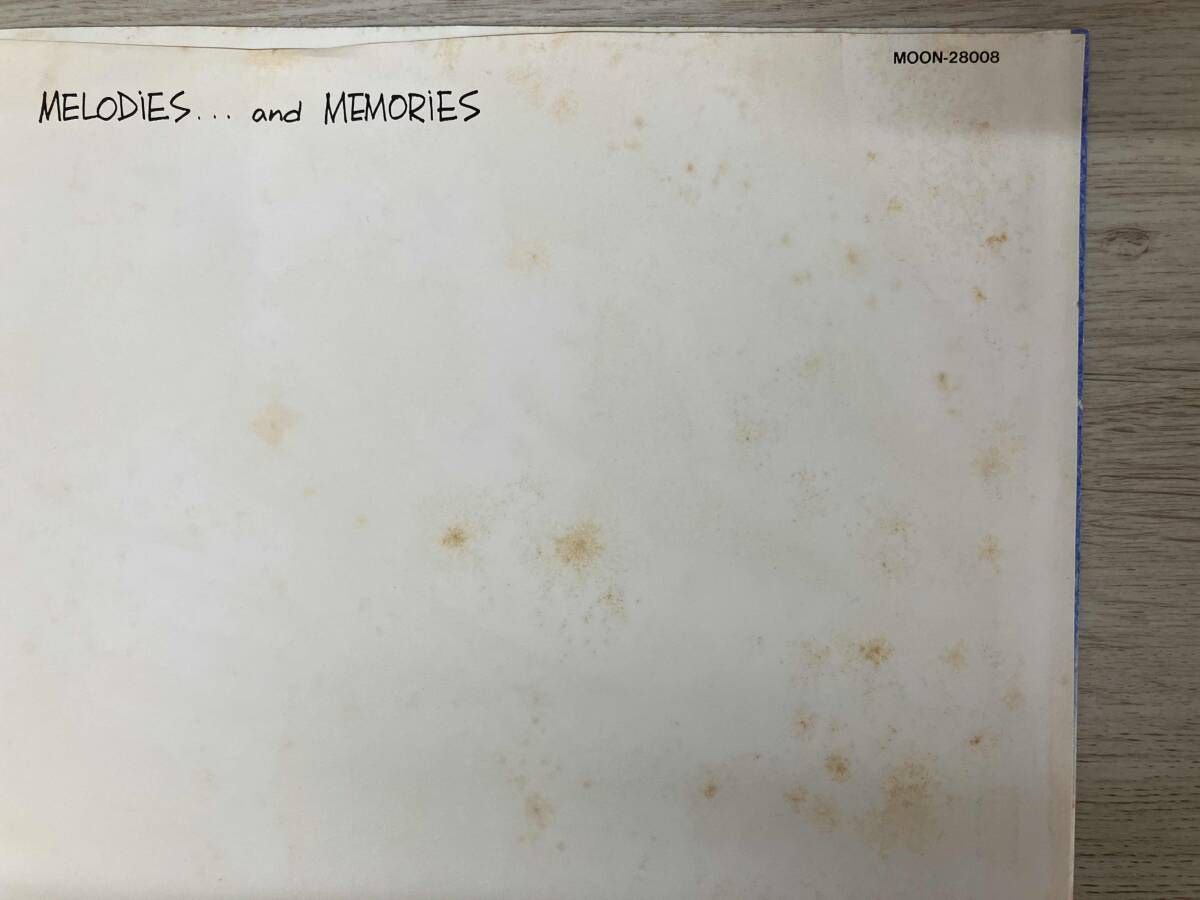 MOON-28008
MELODiES... and MEMORiES